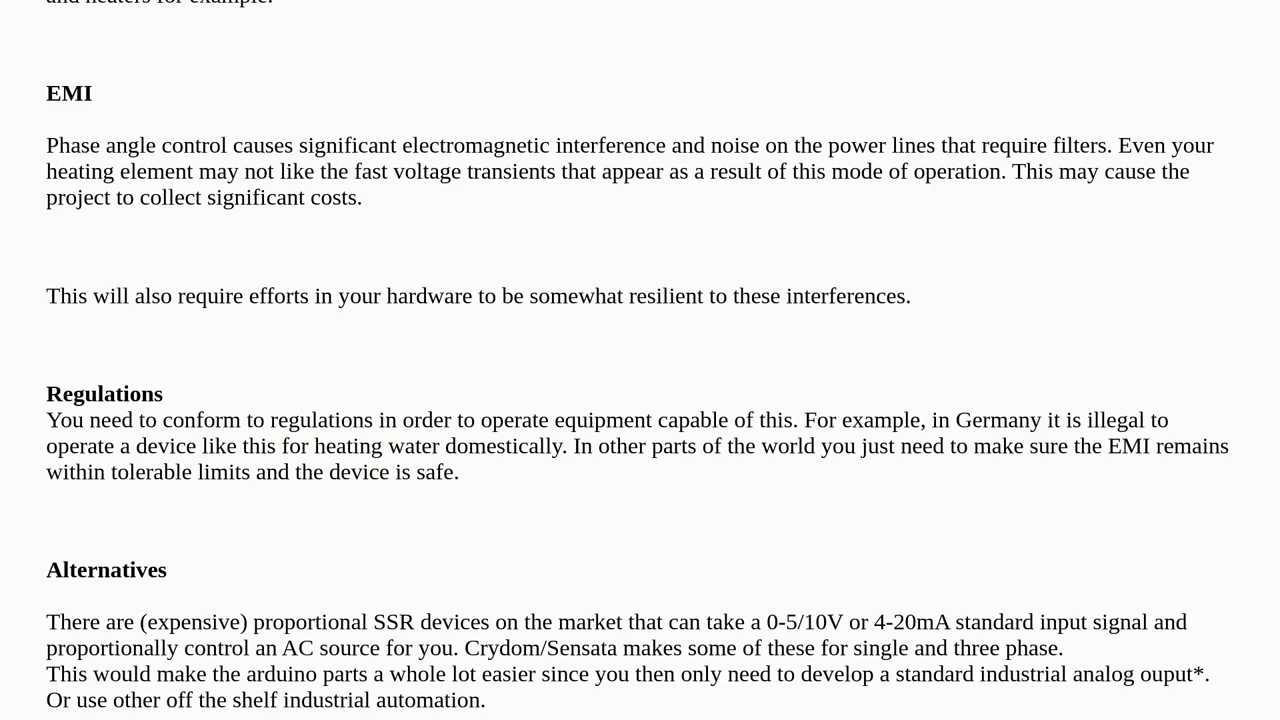 and heaters for example.
EMI
Phase angle control causes significant electromagnetic interference and noise on the power lines that require filters. Even your
heating element may not like the fast voltage transients that appear as a result of this mode of operation. This may cause the
project to collect significant costs.
This will also require efforts in your hardware to be somewhat resilient to these interferences.
Regulations
You need to conform to regulations in order to operate equipment capable of this. For example, in Germany it is illegal to
operate a device like this for heating water domestically. In other parts of the world you just need to make sure the EMI remains
within tolerable limits and the device is safe.
Alternatives
There are (expensive) proportional SSR devices on the market that can take a 0-5/10V or 4-20mA standard input signal and
proportionally control an AC source for you. Crydom/Sensata makes some of these for single and three phase.
This would make the arduino parts a whole lot easier since you then only need to develop a standard industrial analog ouput*.
Or use other off the shelf industrial automation.